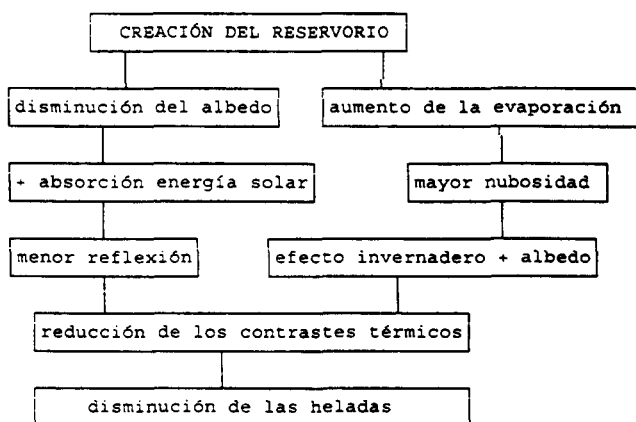 CREACIÓN DEL RESERVORIO
disminución del albedo
aumento de la evaporación
+ absorción energía solar
mayor nubosidad
menor reflexión
efecto invernadero + albedo
reducción de los contrastes térmicos
disminución de las heladas